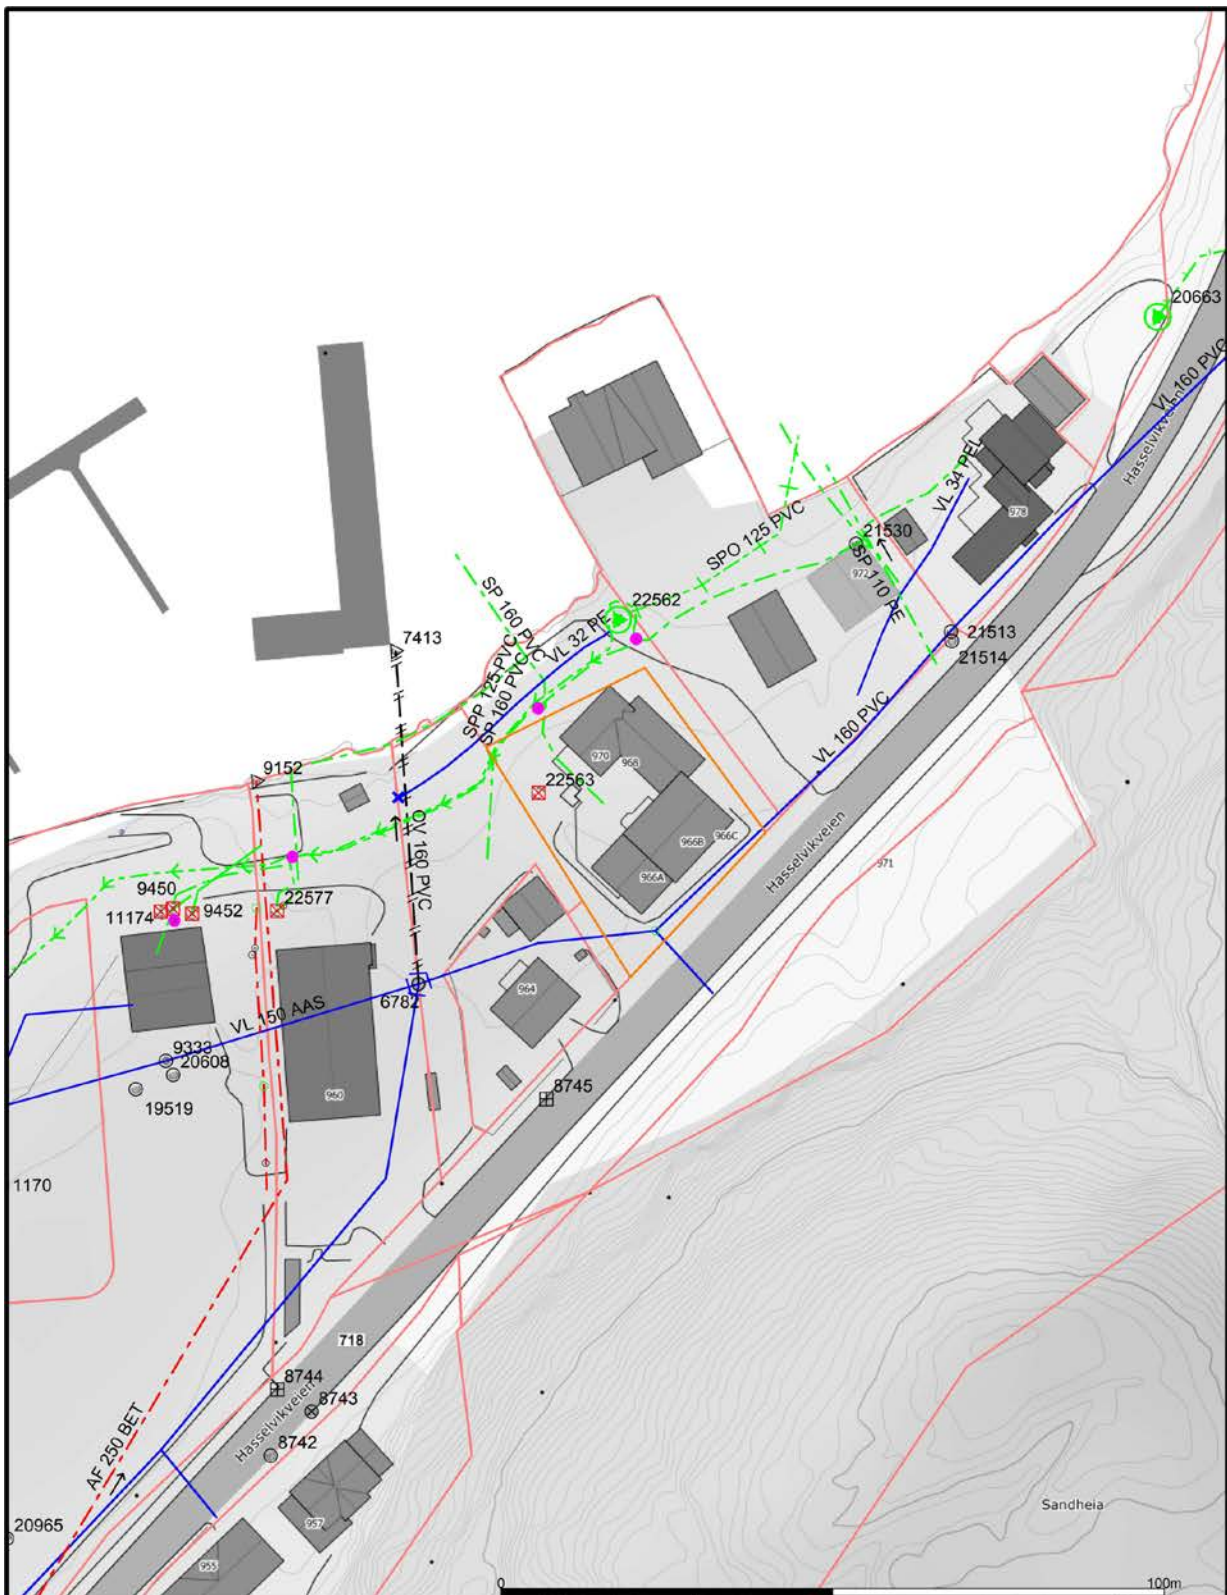 20663
VL 160 PVC
Hasselvikveien
VL 34 PEL
978
SPO 125 PVC
21530
972
SP 110 PE
SP 160 PVC
22562
VL 32 PE
7413
21513
21514
SPP 125 PVC
SP 160 PVC
VL 160 PVC
970
968
9152
22563
OV 160 PVC
966B
966C
Hasselvikveien
971
966A
9450
11174
9452
22577
6782
964
VL 150 AAS
9333
20608
19519
960
8745
1170
718
8744
8743
Hasselvikveien
8742
AF 250 BET
Sandheia
957
20965
955
0
100m